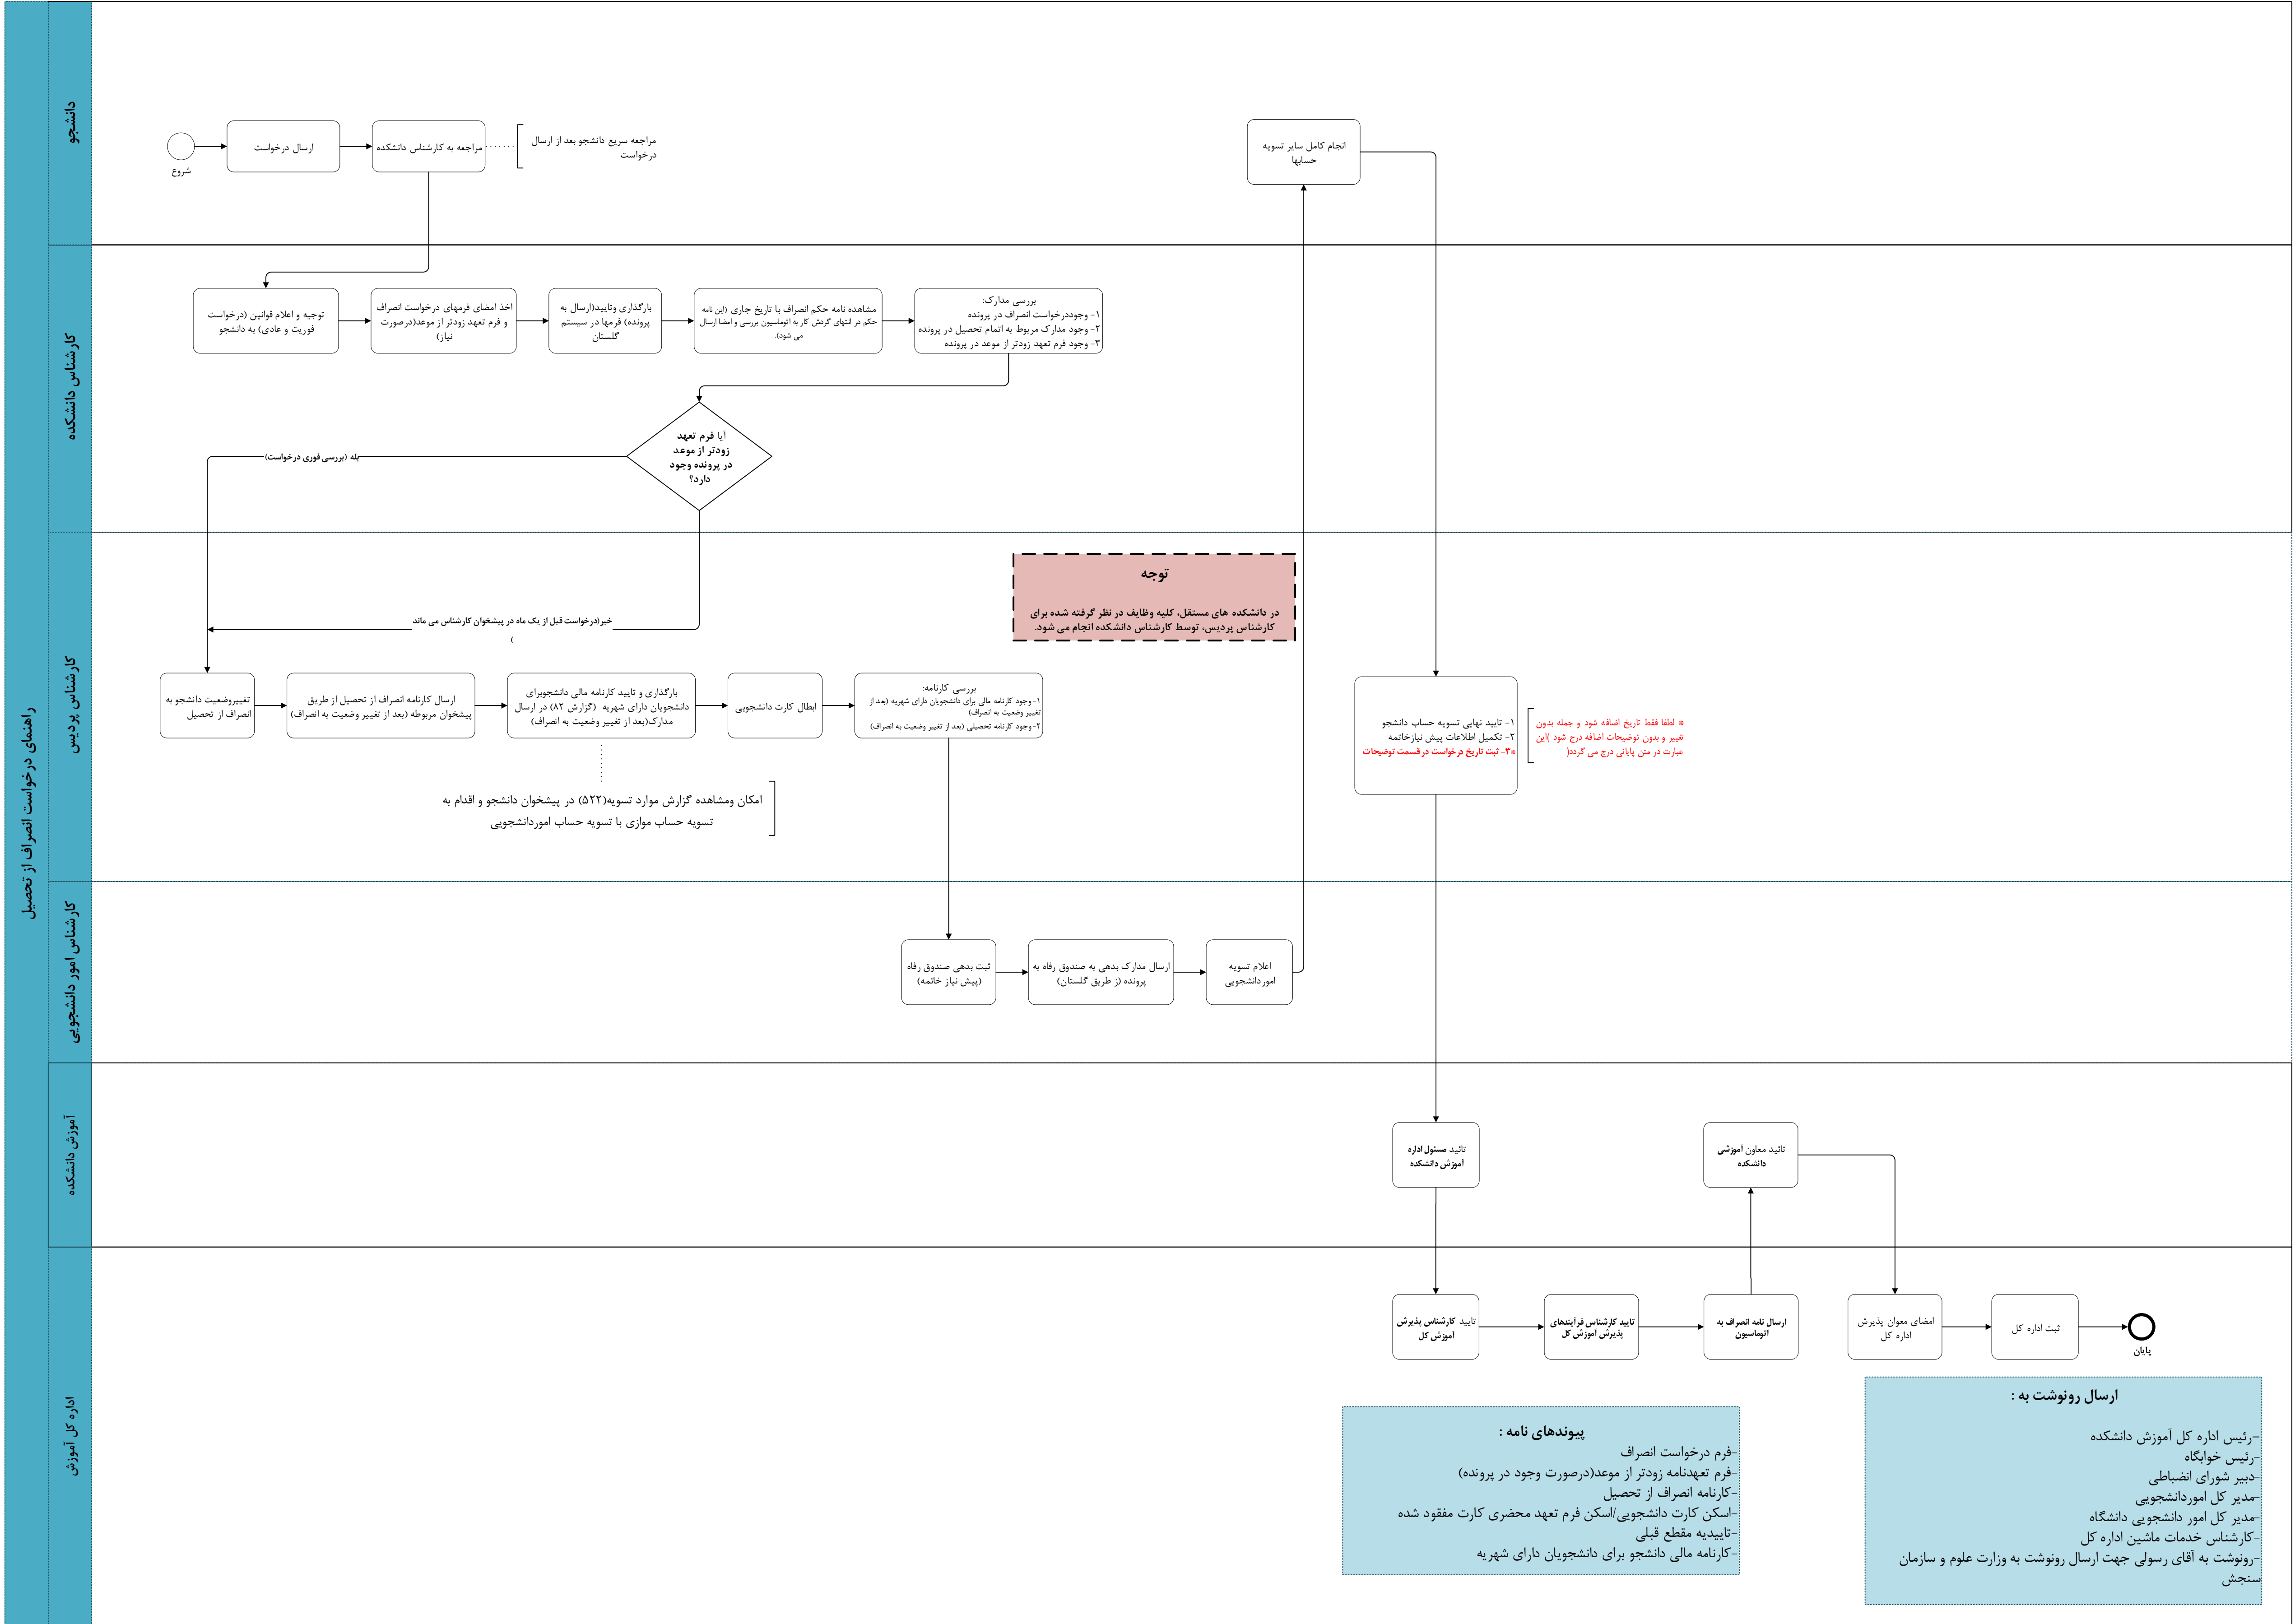 راهنمای درخواست انصراف از تحصیل
دانشجو
شروع
ارسال درخواست
مراجعه به کارشناس دانشکده
مراجعه سریع دانشجو بعد از ارسال
درخواست
انجام کامل سایر تسویه
حسابها
کارشناس دانشکده
توجیه و اعلام قوانین (درخواست
فوریت و عادی) به دانشجو
اخذ امضای فرمهای درخواست انصراف
و فرم تعهد زودتر از موعد(درصورت
نیاز)
بارگذاری وتایید(ارسال به
پرونده) فرمها در سیستم
گلستان
مشاهده نامه حکم انصراف با تاریخ جاری (این نامه
حکم در انتهای گردش کار به اتوماسیون بررسی و امضا ارسال
می شود).
بررسی مدارک:
۱- وجوددرخواست انصراف در پرونده
۲- وجود مدارک مربوط به اتمام تحصیل در پرونده
۳- وجود فرم تعهد زودتر از موعد در پرونده
آیا فرم تعهد
زودتر از موعد
در پرونده وجود
دارد؟
بله (بررسی فوری درخواست)
کارشناس پردیس
خیر(درخواست قبل از یک ماه در پیشخوان کارشناس می ماند
)
توجه
در دانشکده های مستقل، کلیه وظایف در نظر گرفته شده برای
کارشناس پردیس، توسط کارشناس دانشکده انجام می شود.
تغییروضعیت دانشجو به
انصراف از تحصیل
ارسال کارنامه انصراف از تحصیل از طریق
پیشخوان مربوطه (بعد از تغییر وضعیت به انصراف)
بارگذاری و تایید کارنامه مالی دانشجوبرای
دانشجویان دارای شهریه (گزارش ۸۲) در ارسال
مدارک(بعد از تغییر وضعیت به انصراف)
ابطال کارت دانشجویی
بررسی کارنامه:
۱-وجود کارنامه مالی برای دانشجویان دارای شهریه (بعد از
تغییر وضعیت به انصراف)
۲-وجود کارنامه تحصیلی (بعد از تغییر وضعیت به انصراف)
امکان ومشاهده گزارش موارد تسویه(۵۲۲) در پیشخوان دانشجو و اقدام به
تسویه حساب موازی با تسویه حساب اموردانشجویی
۱- تایید نهایی تسویه حساب دانشجو
۲- تکمیل اطلاعات پیش نیازخاتمه
*۳- ثبت تاریخ درخواست در قسمت توضیحات
* لطفا فقط تاریخ اضافه شود و جمله بدون
تغییر و بدون توضیحات اضافه درج شود )این
عبارت در متن پایانی درج می گردد(
کارشناس امور دانشجویی
ثبت بدهی صندوق رفاه
(پیش نیاز خاتمه)
ارسال مدارک بدهی به صندوق رفاه به
پرونده (ز طریق گلستان)
اعلام تسویه
اموردانشجویی
آموزش دانشکده
تائید مسئول اداره
آموزش دانشکده
تائید معاون آموزشی
دانشکده
اداره کل آموزش
تایید کارشناس پذیرش
آموزش کل
تایید کارشناس فرآیندهای
پذیرش آموزش کل
ارسال نامه انصراف به
اتوماسیون
امضای معوان پذیرش
اداره کل
ثبت اداره کل
پایان
پیوندهای نامه :
-فرم درخواست انصراف
-فرم تعهدنامه زودتر از موعد(درصورت وجود در پرونده)
-کارنامه انصراف از تحصیل
-اسکن کارت دانشجویی/اسکن فرم تعهد محضری کارت مفقود شده
-تاییدیه مقطع قبلی
-کارنامه مالی دانشجو برای دانشجویان دارای شهریه
ارسال رونوشت به :
-رئیس اداره کل آموزش دانشکده
-رئیس خوابگاه
-دبیر شورای انضباطی
-مدیر کل اموردانشجویی
-مدیر کل امور دانشجویی دانشگاه
-کارشناس خدمات ماشین اداره کل
-رونوشت به آقای رسولی جهت ارسال رونوشت به وزارت علوم و سازمان
سنجش